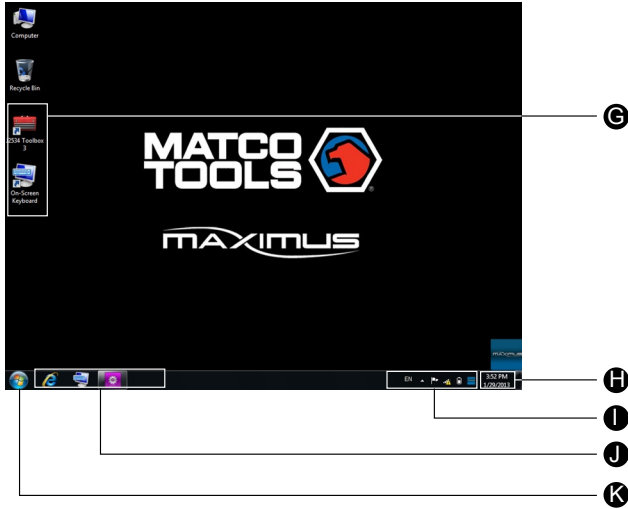 Computer
Recycle Bin
2534 Toolbox
3
On-Screen
Keyboard
MATCO
TOOLS
®
maximus
maximus
EN
3:52 PM
1/29/2013
G
H
I
J
K